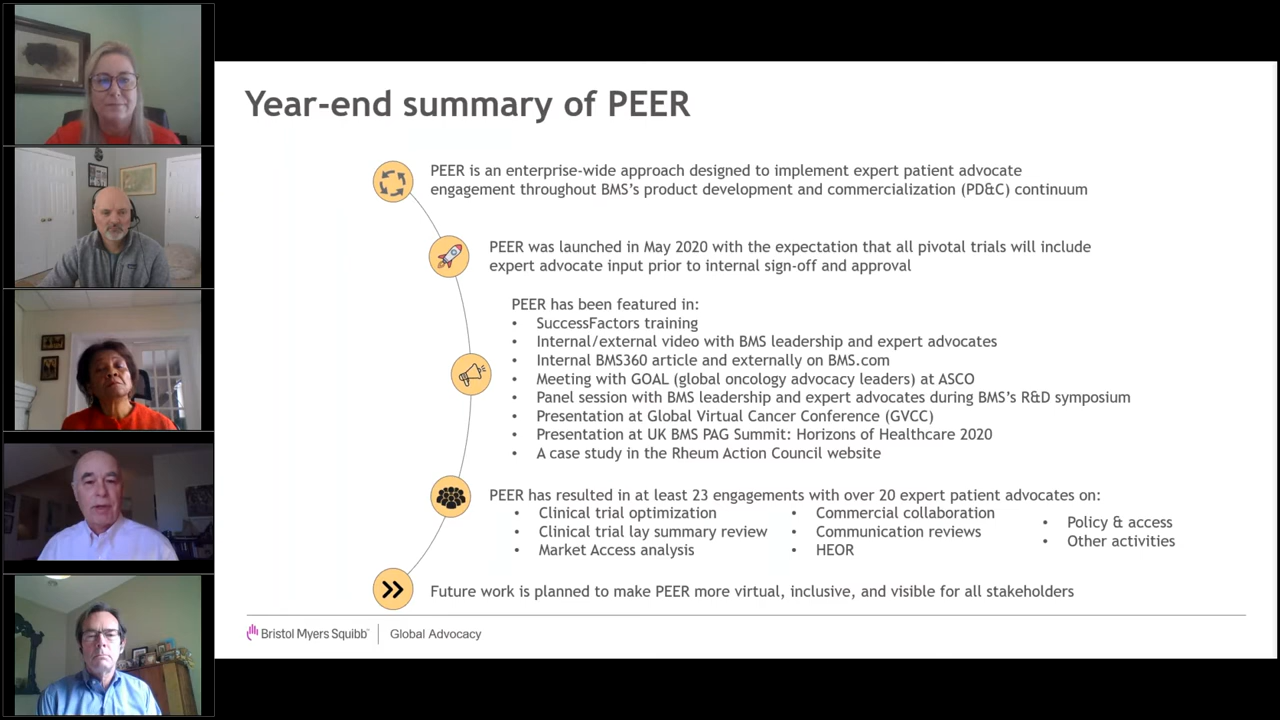 Year-end summary of PEER
PEER is an enterprise-wide approach designed to implement expert patient advocate
engagement throughout BMS's product development and commercialization (PD&C) continuum
PEER was launched in May 2020 with the expectation that all pivotal trials will include
expert advocate input prior to internal sign-off and approval
PEER has been featured in:
• SuccessFactors training
• Internal/external video with BMS leadership and expert advocates
• Internal BMS360 article and externally on BMS.com
• Meeting with GOAL (global oncology advocacy leaders) at ASCO
• Panel session with BMS leadership and expert advocates during BMS's R&D symposium
• Presentation at Global Virtual Cancer Conference (GVCC)
• Presentation at UK BMS PAG Summit: Horizons of Healthcare 2020
• A case study in the Rheum Action Council website
PEER has resulted in at least 23 engagements with over 20 expert patient advocates on:
• Clinical trial optimization
• Clinical trial lay summary review
• Market Access analysis
• Commercial collaboration
• Communication reviews
• HEOR
• Policy & access
• Other activities
Future work is planned to make PEER more virtual, inclusive, and visible for all stakeholders
Bristol Myers Squibb™ | Global Advocacy